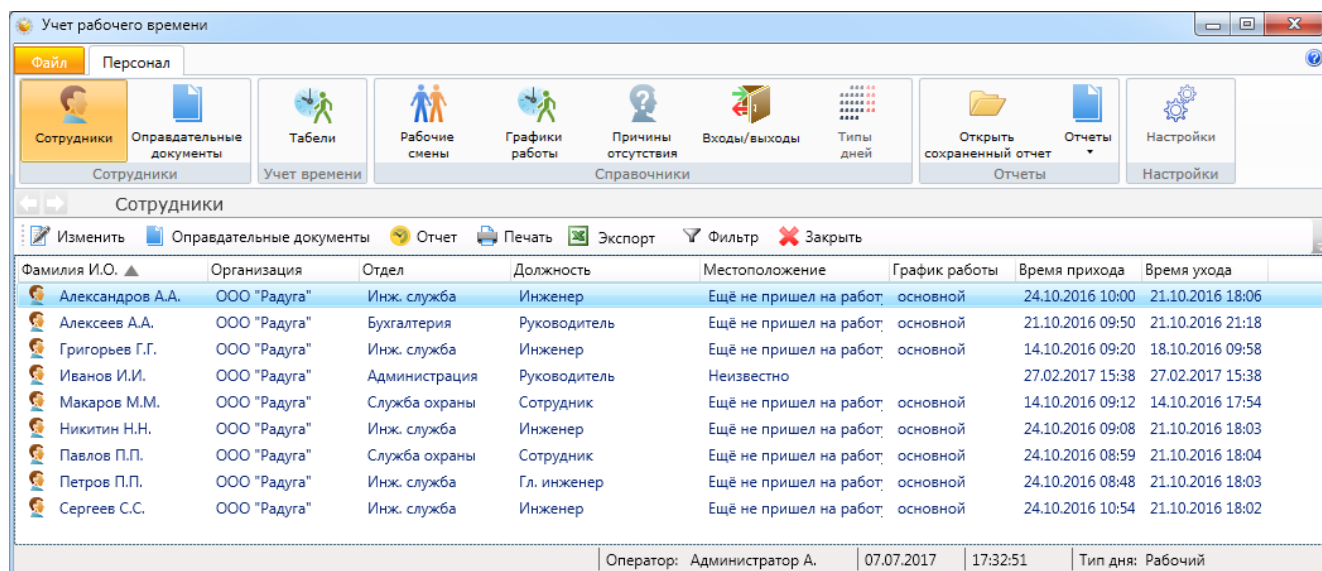 Учет рабочего времени
Файл Персонал
Сотрудники Оправдательные документы Табели Рабочие смены Графики работы Причины отсутствия Входы/выходы Типы дней Открыть сохраненный отчет Отчеты Настройки
Сотрудники Учет времени Справочники Отчеты Настройки
Сотрудники
Изменить Оправдательные документы Отчет Печать Экспорт Фильтр Закрыть
Фамилия И.О. Организация Отдел Должность Местоположение График работы Время прихода Время ухода
Александров А.А. ООО "Радуга" Инж. служба Инженер Ещё не пришел на работ основной 24.10.2016 10:00 21.10.2016 18:06
Алексеев А.А. ООО "Радуга" Бухгалтерия Руководитель Ещё не пришел на работ основной 21.10.2016 09:50 21.10.2016 21:18
Григорьев Г.Г. ООО "Радуга" Инж. служба Инженер Ещё не пришел на работ основной 14.10.2016 09:20 18.10.2016 09:58
Иванов И.И. ООО "Радуга" Администрация Руководитель Неизвестно 27.02.2017 15:38 27.02.2017 15:38
Макаров М.М. ООО "Радуга" Служба охраны Сотрудник Ещё не пришел на работ основной 14.10.2016 09:12 14.10.2016 17:54
Никитин Н.Н. ООО "Радуга" Инж. служба Инженер Ещё не пришел на работ основной 24.10.2016 09:08 21.10.2016 18:03
Павлов П.П. ООО "Радуга" Служба охраны Сотрудник Ещё не пришел на работ основной 24.10.2016 08:59 21.10.2016 18:04
Петров П.П. ООО "Радуга" Инж. служба Гл. инженер Ещё не пришел на работ основной 24.10.2016 08:48 21.10.2016 18:03
Сергеев С.С. ООО "Радуга" Инж. служба Инженер Ещё не пришел на работ основной 24.10.2016 10:54 21.10.2016 18:02
Оператор: Администратор А. 07.07.2017 17:32:51 Тип дня: Рабочий